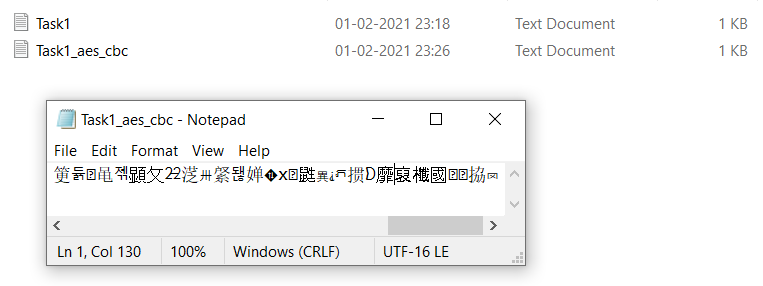 Task1 01-02-2021 23:18 Text Document 1 KB
Task1_aes_cbc 01-02-2021 23:26 Text Document 1 KB
Task1_aes_cbc - Notepad
File Edit Format View Help
Ln 1, Col 130 100% Windows (CRLF) UTF-16 LE